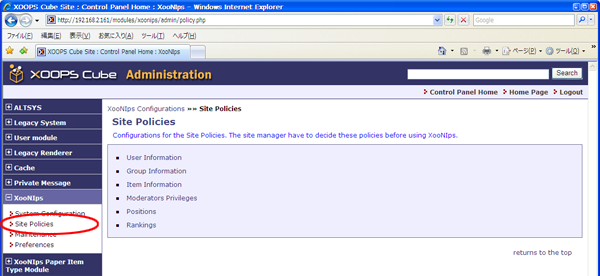 XOOPS Cube Site : Control Panel Home : XooNIps - Windows Internet Explorer
http://192.168.2.161/modules/xoonips/admin/policy.php
ファイル(F) 編集(E) 表示(V) お気に入り(A) ツール(T) ヘルプ(H)
XOOPS Cube Site : Control Panel Home : XooNIps
ページ(P) ツール(O)
XOOPS Cube Administration
Search
Control Panel Home Home Page Logout
ALTSYS
Legacy System
User module
Legacy Renderer
Cache
Private Message
XooNIps
System Configuration
Site Policies
Maintenance
Preferences
XooNIps Paper Item
Type Module
XooNIps Configurations »» Site Policies
Site Policies
Configurations for the Site Policies. The site manager have to decide these policies before using XooNIps.
User Information
Group Information
Item Information
Moderators Privileges
Positions
Rankings
returns to the top